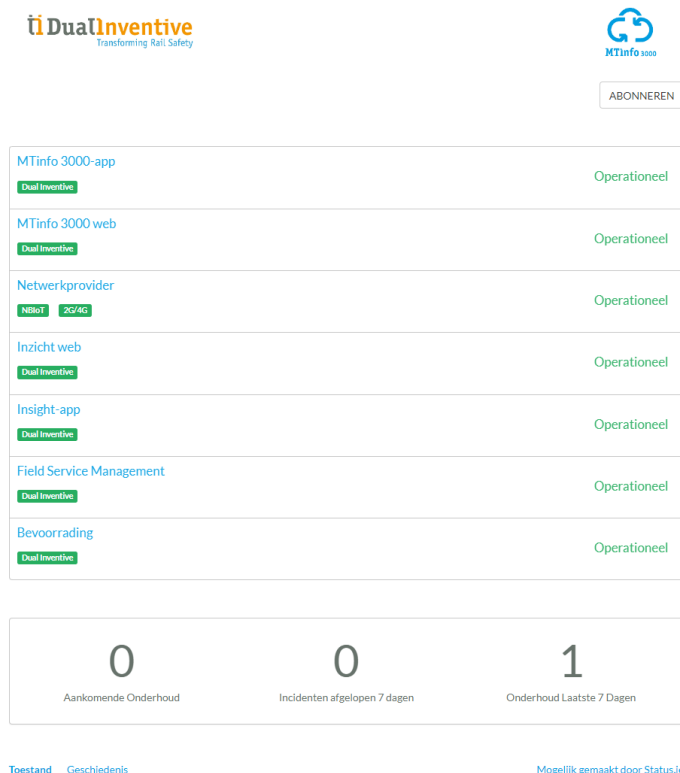 Dual Inventive
Transforming Rail Safety
MTinfo 3000
ABONNEREN
MTinfo 3000-app
Dual Inventive
Operationeel
MTinfo 3000 web
Dual Inventive
Operationeel
Netwerkprovider
NBIoT 2G/4G
Operationeel
Inzicht web
Dual Inventive
Operationeel
Insight-app
Dual Inventive
Operationeel
Field Service Management
Dual Inventive
Operationeel
Bevoorrading
Dual Inventive
Operationeel
0 0 1
Aankomende Onderhoud Incidenten afgelopen 7 dagen Onderhoud Laatste 7 Dagen
Toestand Geschiedenis Mogelijk gemaakt door Status.io